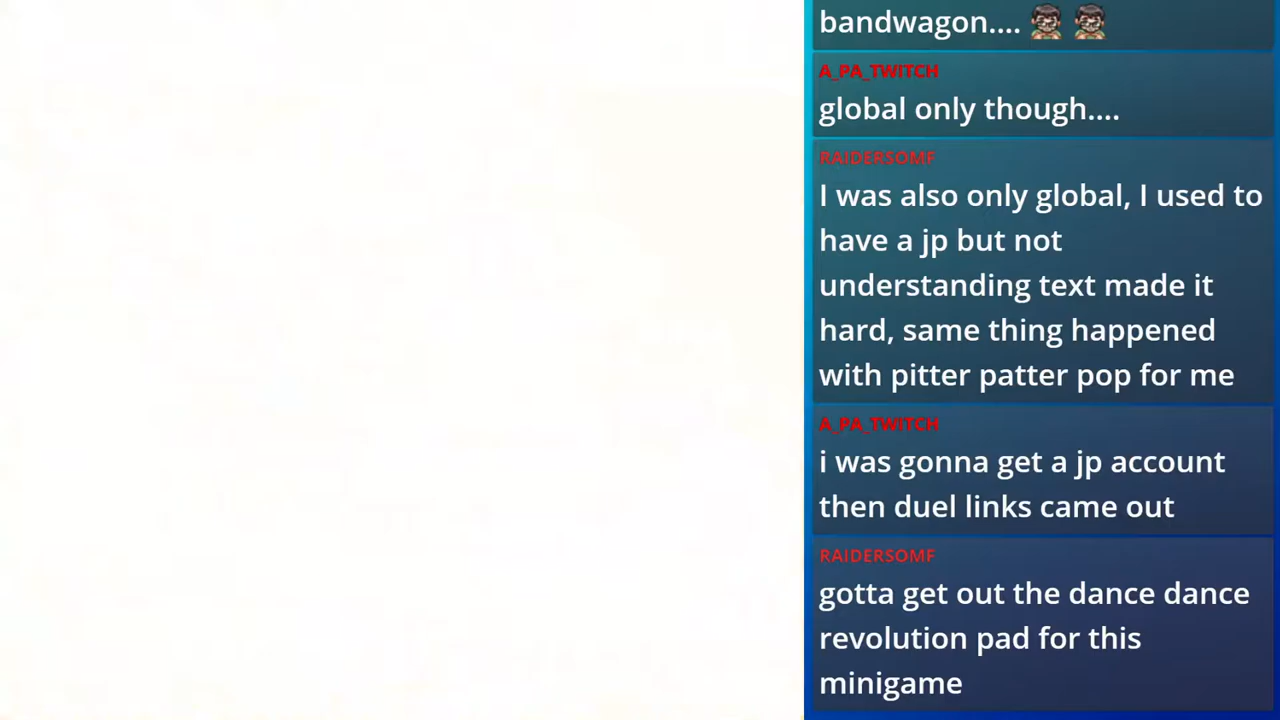 bandwagon....
A_PA_TWITCH
global only though....
RAIDERSOMF
I was also only global, I used to
have a jp but not
understanding text made it
hard, same thing happened
with pitter patter pop for me
A_PA_TWITCH
i was gonna get a jp account
then duel links came out
RAIDERSOMF
gotta get out the dance dance
revolution pad for this
minigame